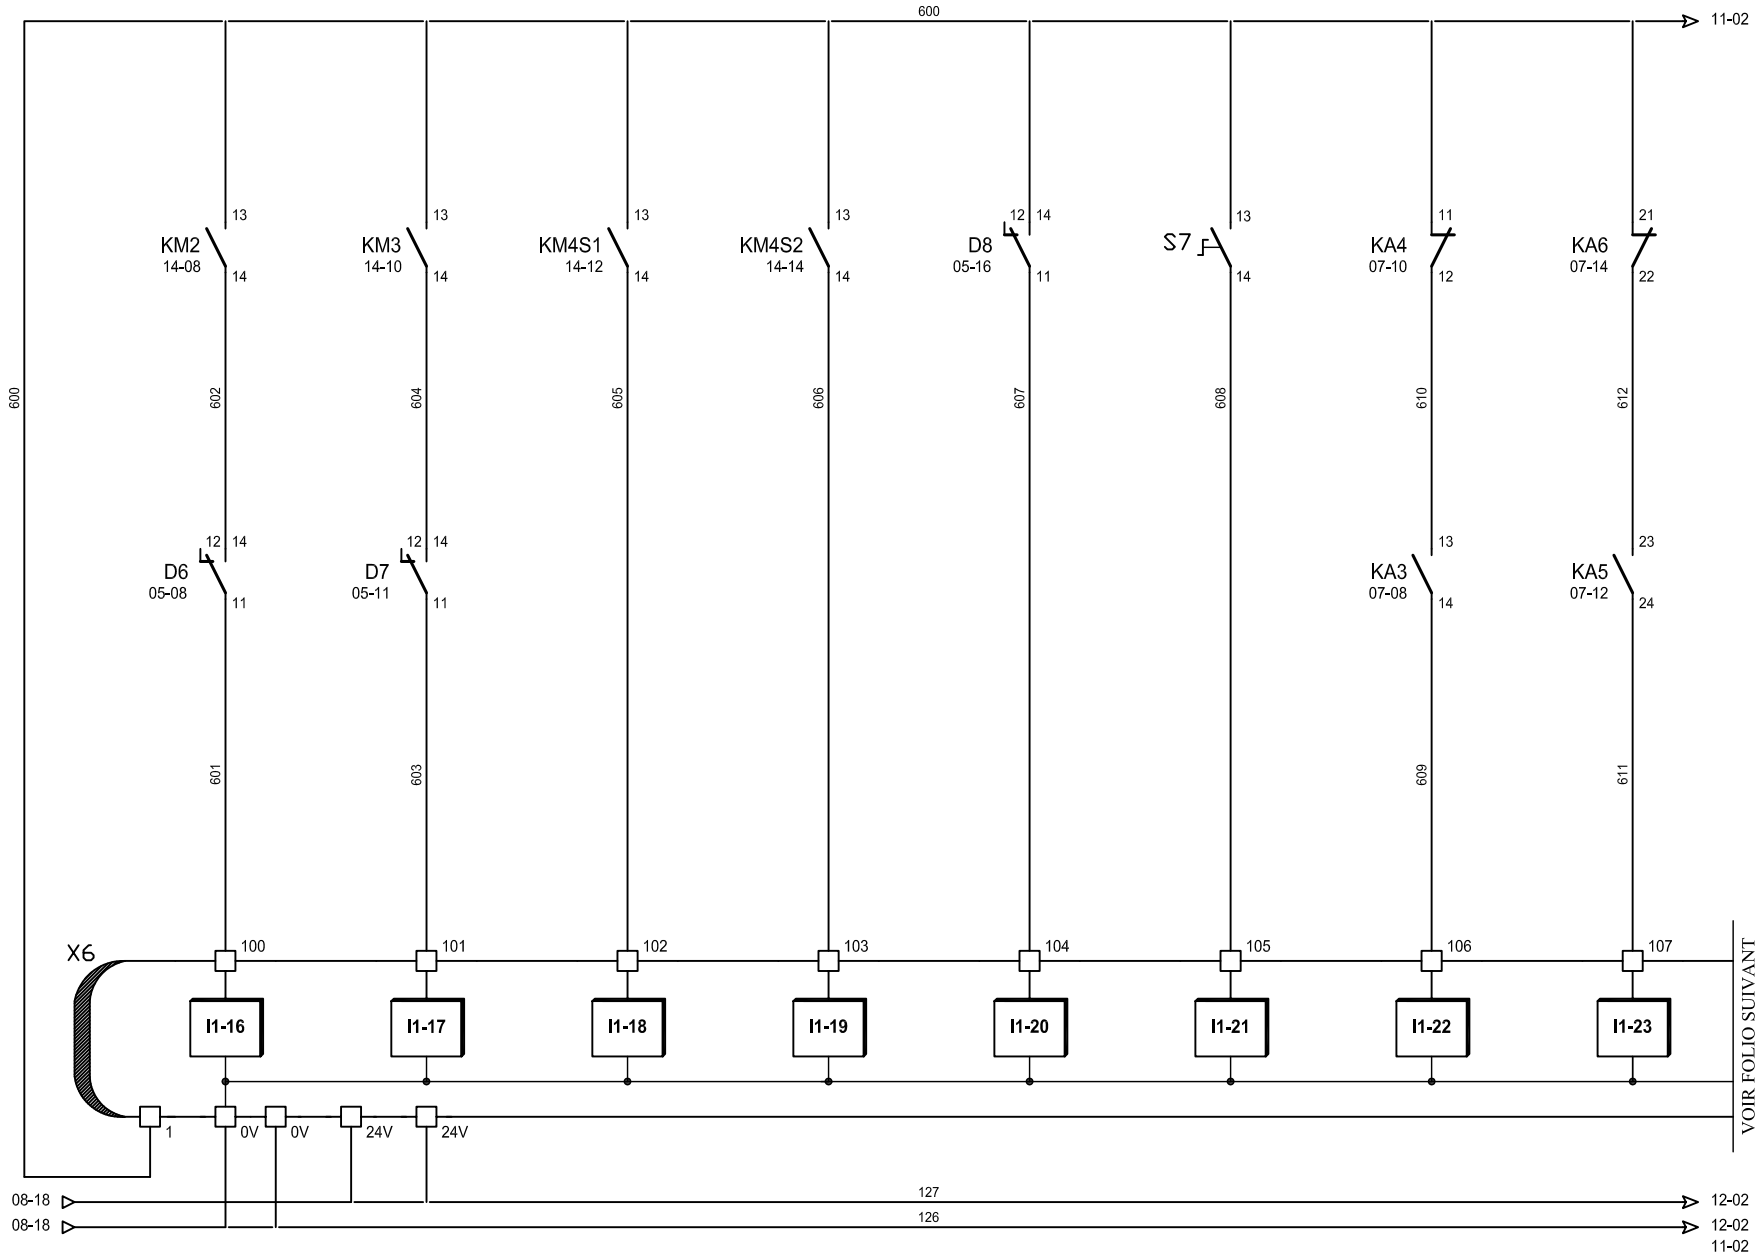 600
11-02
13 13 13 13 12 14 13 11 21
KM2 KM3 KM4S1 KM4S2 D8 S7 KA4 KA6
14-08 14-10 14-12 14-14 05-16 07-10 07-14
14 14 14 14 11 14 12 22
600 602 604 605 606 607 608 610 612
12 14 12 14 13 23
D6 D7 KA3 KA5
05-08 05-11 07-08 07-12
11 11 14 24
601 603 609 611
X6 100 101 102 103 104 105 106 107
I1-16 I1-17 I1-18 I1-19 I1-20 I1-21 I1-22 I1-23
VOIR FOLIO SUIVANT
1 0V 0V 24V 24V
08-18 127 12-02
08-18 126 12-02
11-02